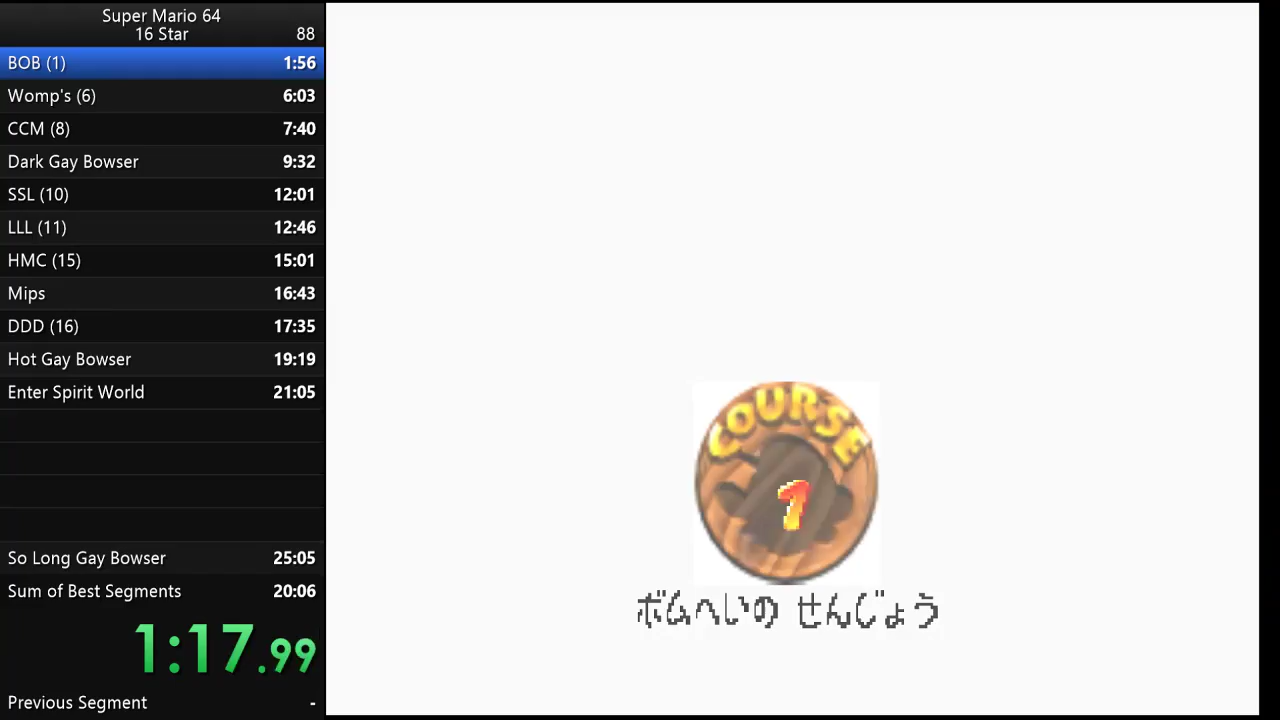 Super Mario 64
16 Star 88
BOB (1) 1:56
Womp's (6) 6:03
CCM (8) 7:40
Dark Gay Bowser 9:32
SSL (10) 12:01
LLL (11) 12:46
HMC (15) 15:01
Mips 16:43
DDD (16) 17:35
Hot Gay Bowser 19:19
Enter Spirit World 21:05
So Long Gay Bowser 25:05
Sum of Best Segments 20:06
1:17.99
Previous Segment -
COURSE
1
ボムへいの せんじょう